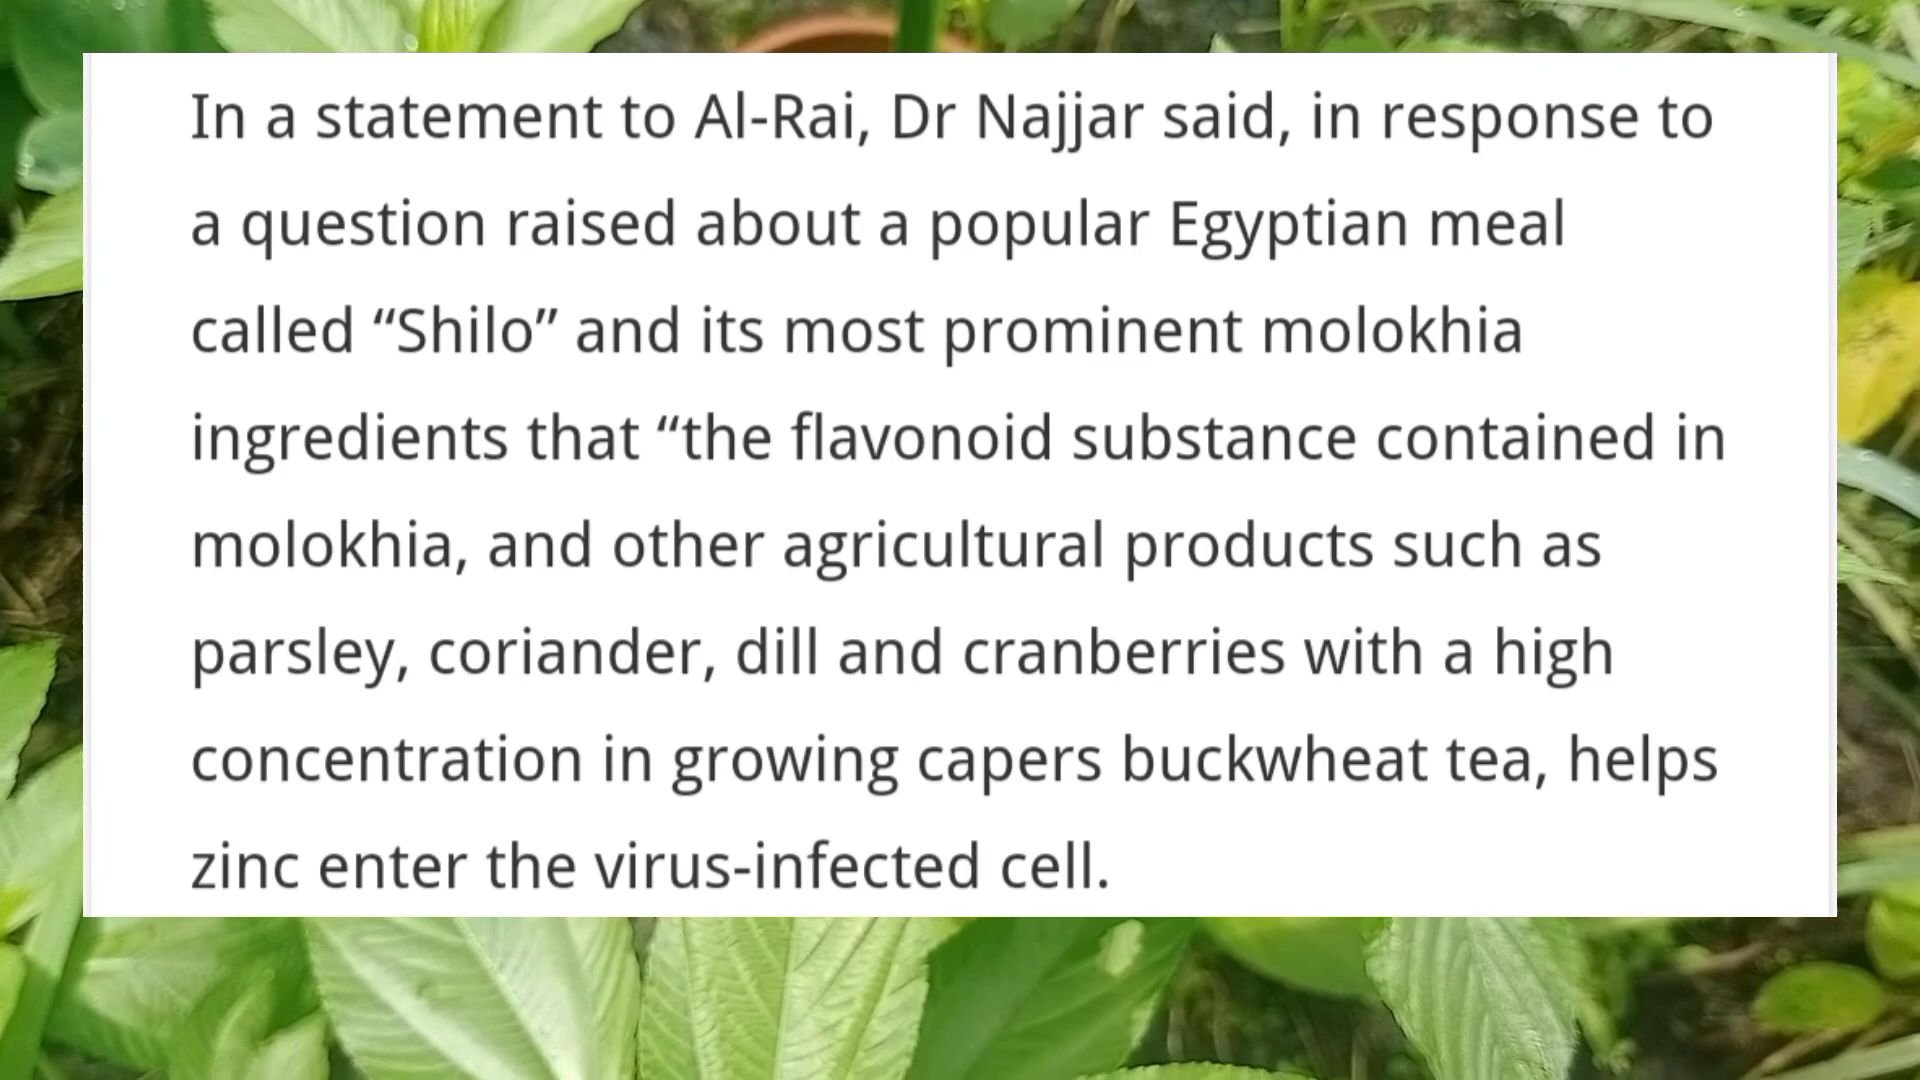 In a statement to Al-Rai, Dr Najjar said, in response to
a question raised about a popular Egyptian meal
called “Shilo” and its most prominent molokhia
ingredients that “the flavonoid substance contained in
molokhia, and other agricultural products such as
parsley, coriander, dill and cranberries with a high
concentration in growing capers buckwheat tea, helps
zinc enter the virus-infected cell.